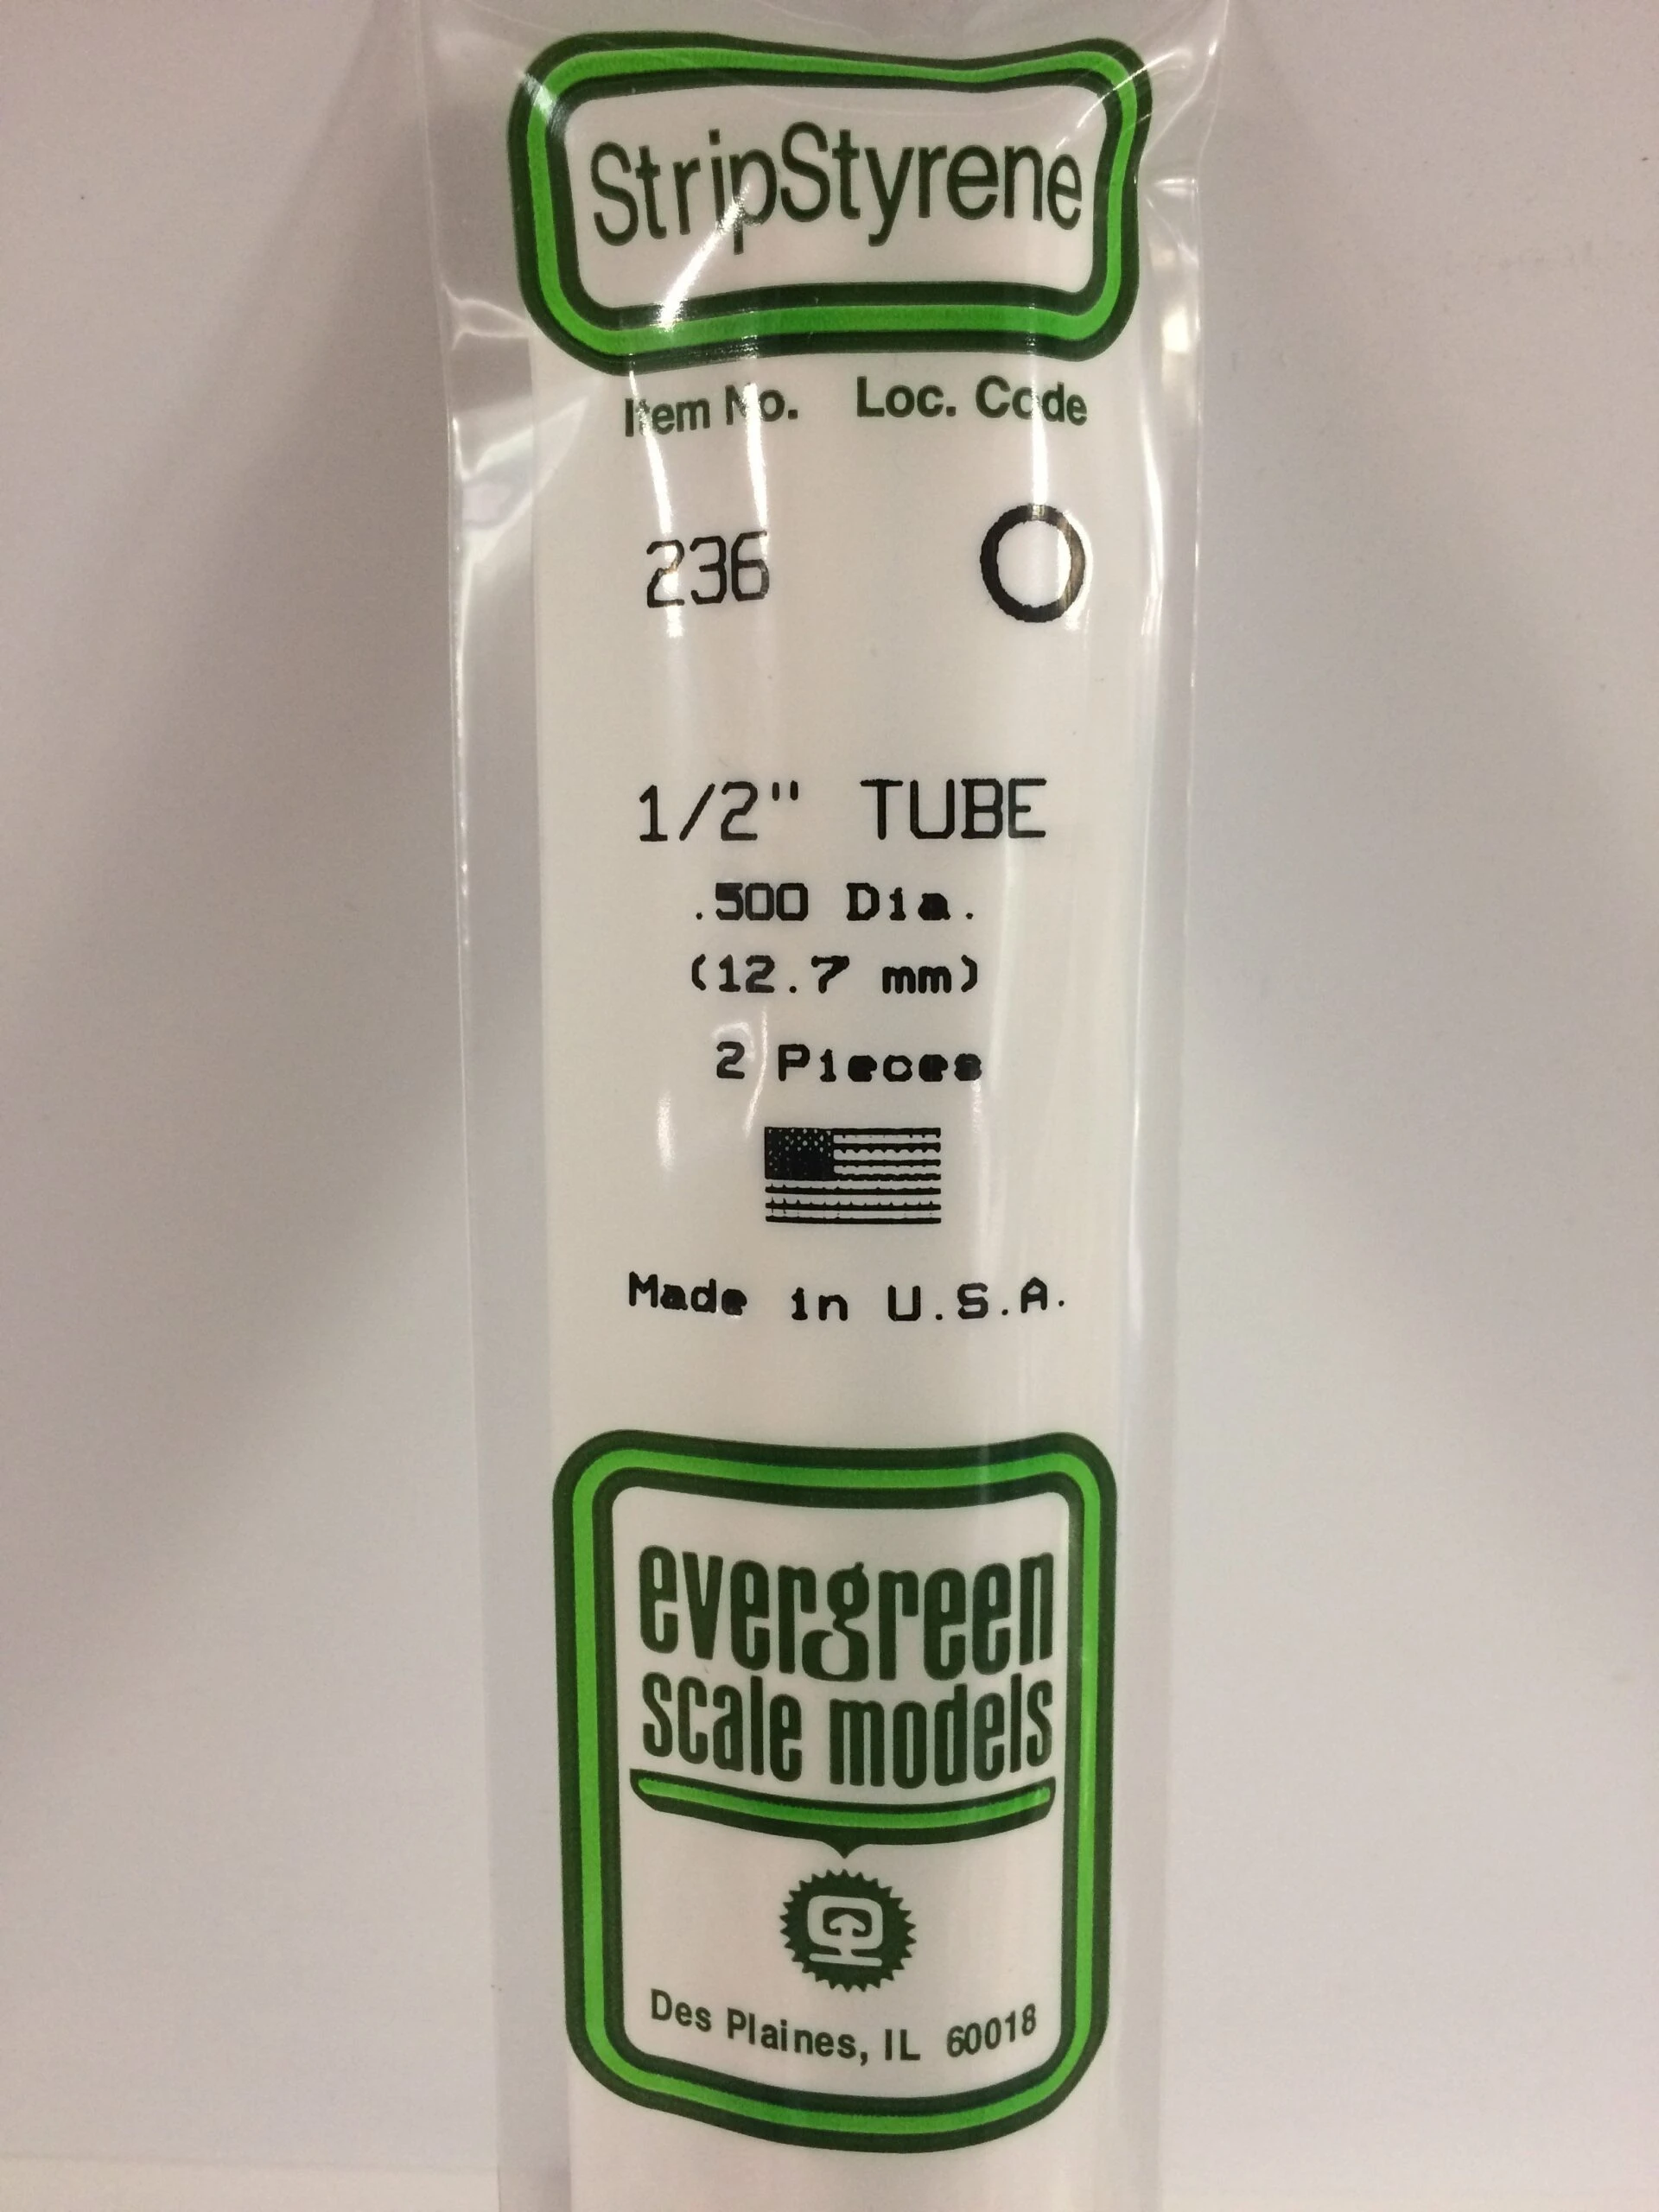 StripStyrene
Item No. Loc. Code
236
1/2" TUBE
.500 Dia.
(12.7 mm)
2 Pieces
Made in U.S.A.
evergreen
scale models
Des Plaines, IL 60018